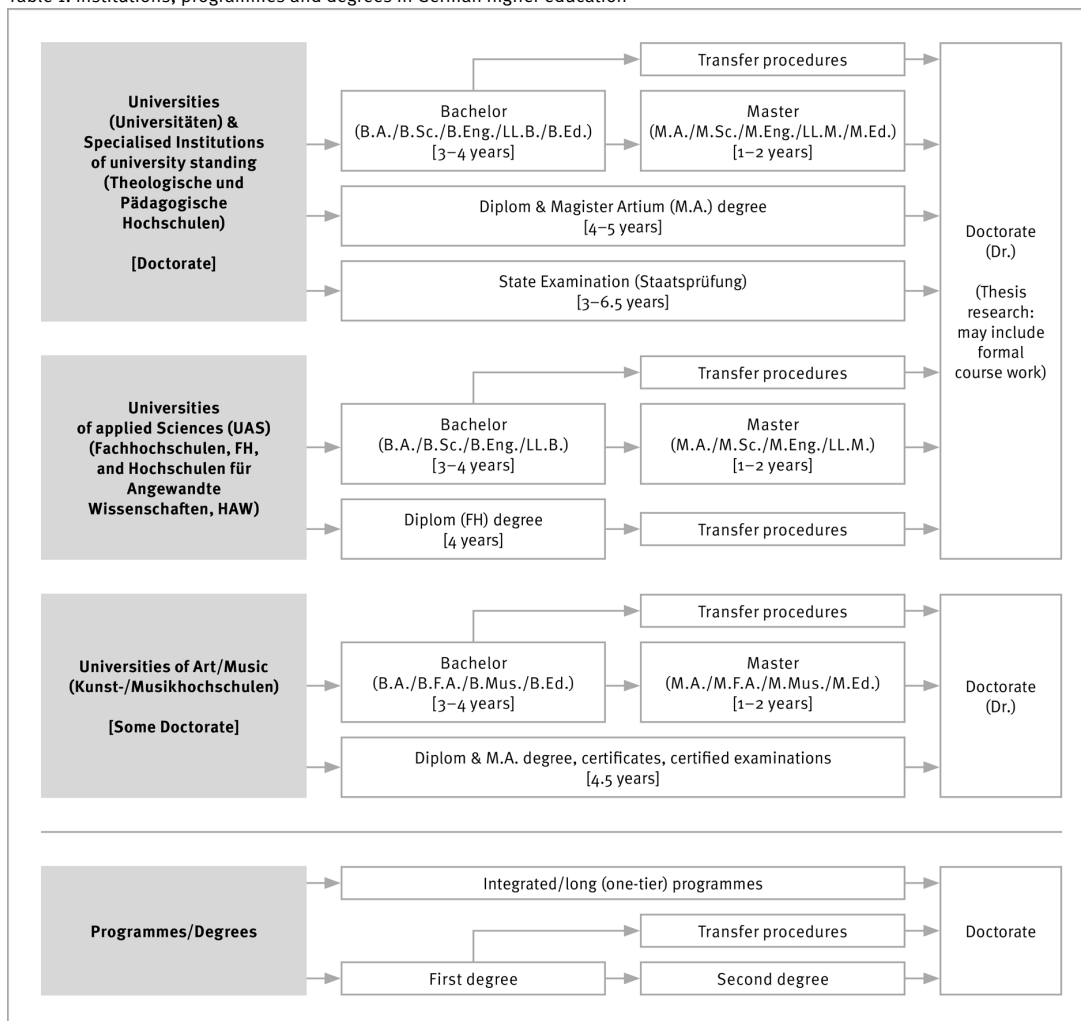 Table 1: Institutions, programmes and degrees in German higher education
Universities
(Universitäten) &
Specialised Institutions
of university standing
(Theologische und
Pädagogische
Hochschulen)
[Doctorate]
Transfer procedures
Bachelor
(B.A./B.Sc./B.Eng./LL.B./B.Ed.)
[3–4 years]
Master
(M.A./M.Sc./M.Eng./LL.M./M.Ed.)
[1–2 years]
Diplom & Magister Artium (M.A.) degree
[4–5 years]
State Examination (Staatsprüfung)
[3–6.5 years]
Doctorate
(Dr.)
(Thesis
research:
may include
formal
course work)
Universities
of applied Sciences (UAS)
(Fachhochschulen, FH,
and Hochschulen für
Angewandte
Wissenschaften, HAW)
Transfer procedures
Bachelor
(B.A./B.Sc./B.Eng./LL.B.)
[3–4 years]
Master
(M.A./M.Sc./M.Eng./LL.M.)
[1–2 years]
Diplom (FH) degree
[4 years]
Transfer procedures
Universities of Art/Music
(Kunst-/Musikhochschulen)
[Some Doctorate]
Transfer procedures
Bachelor
(B.A./B.F.A./B.Mus./B.Ed.)
[3–4 years]
Master
(M.A./M.F.A./M.Mus./M.Ed.)
[1–2 years]
Diplom & M.A. degree, certificates, certified examinations
[4.5 years]
Doctorate
(Dr.)
Programmes/Degrees
Integrated/long (one-tier) programmes
Transfer procedures
First degree
Second degree
Doctorate